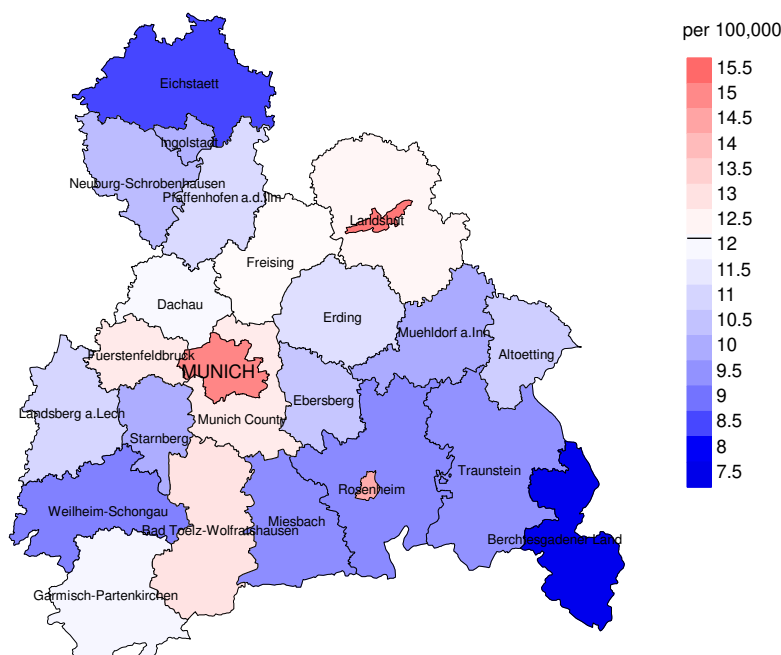 per 100,000
15.5
15
14.5
14
13.5
13
12.5
12
11.5
11
10.5
10
9.5
9
8.5
8
7.5
Eichstaett
Ingolstadt
Neuburg-Schrobenhausen
Pfaffenhofen a.d.Ilm
Landshut
Freising
Dachau
Erding
Muehldorf a.Inn
Altoetting
Fuerstenfeldbruck
MUNICH
Ebersberg
Landsberg a.Lech
Munich County
Starnberg
Traunstein
Rosenheim
Weilheim-Schongau
Miesbach
Bad Toelz-Wolfratshausen
Berchtesgadener Land
Garmisch-Partenkirchen